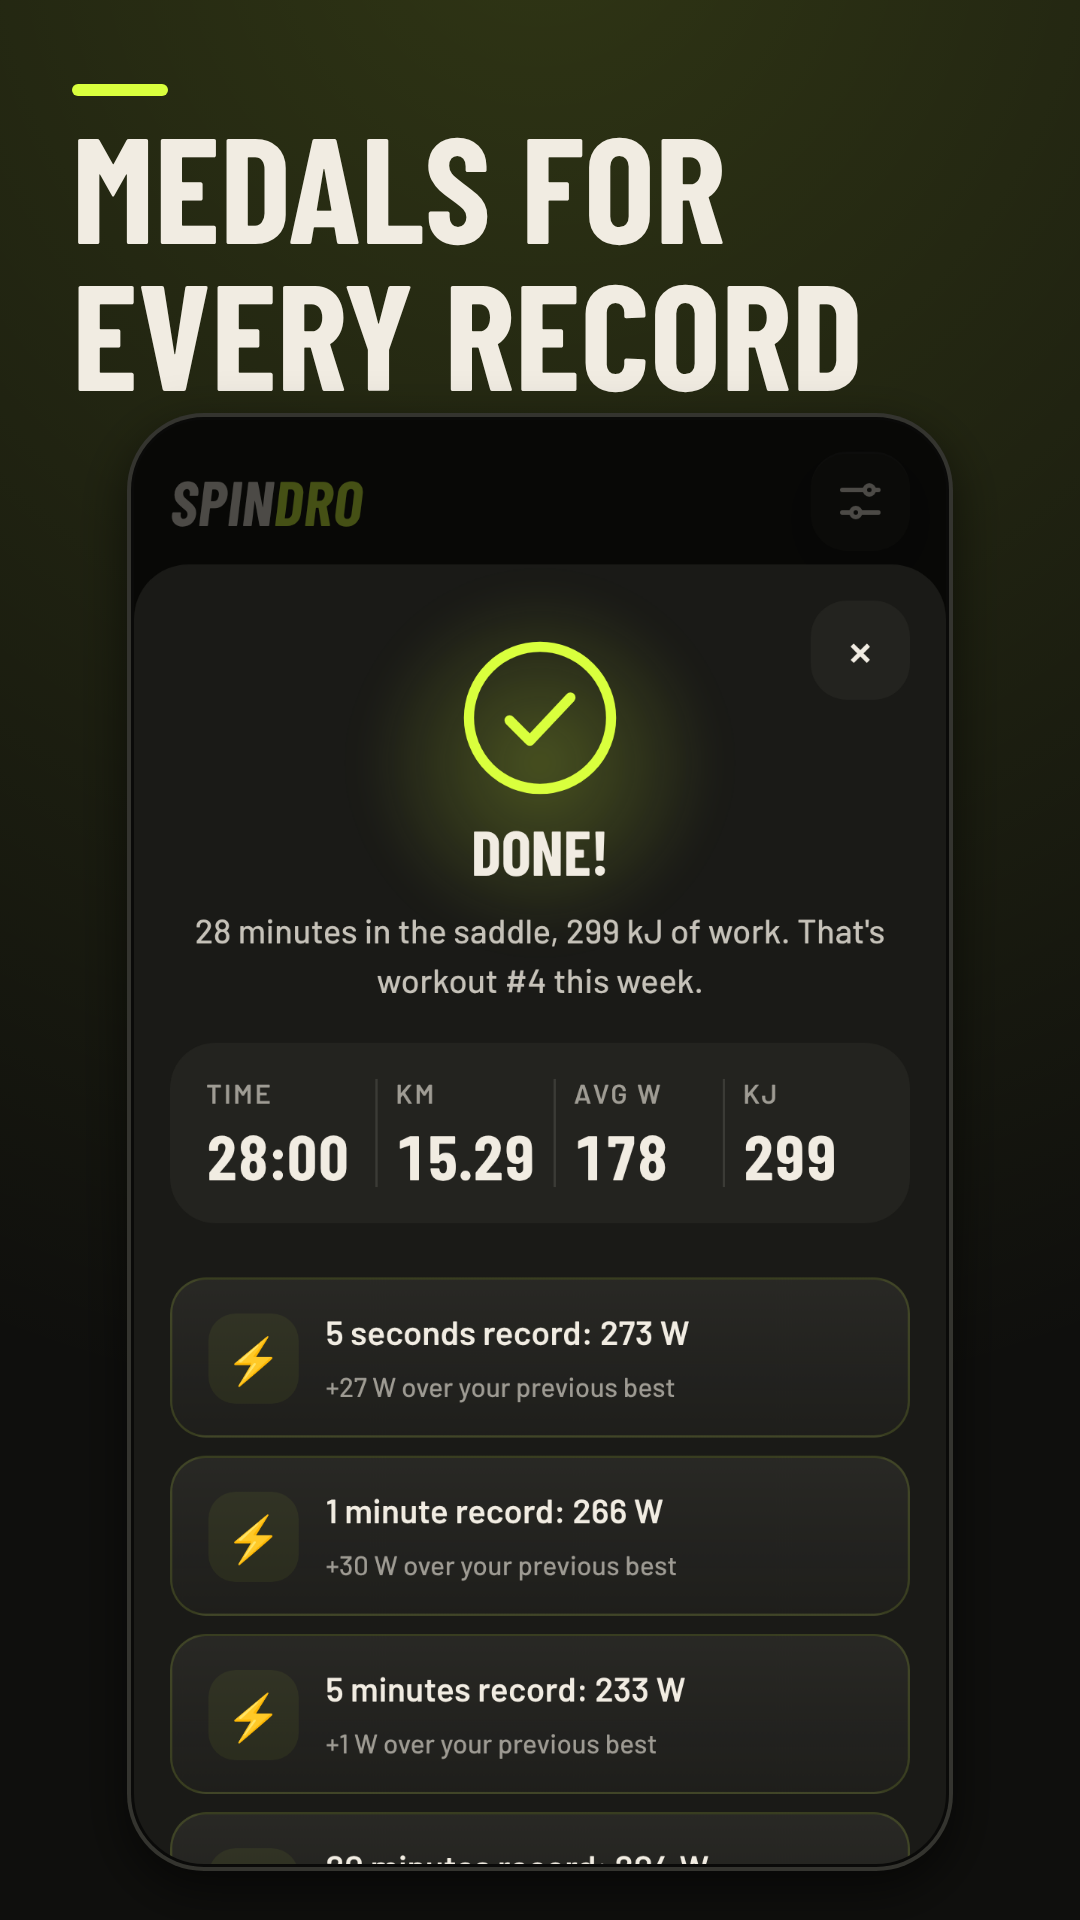 MEDALS FOR
EVERY RECORD
SPINDRO
DONE!
28 minutes in the saddle, 299 kJ of work. That's
workout #4 this week.
TIME KM AVG W KJ
28:00 15.29 178 299
5 seconds record: 273 W
+27 W over your previous best
1 minute record: 266 W
+30 W over your previous best
5 minutes record: 233 W
+1 W over your previous best
minutes record: W